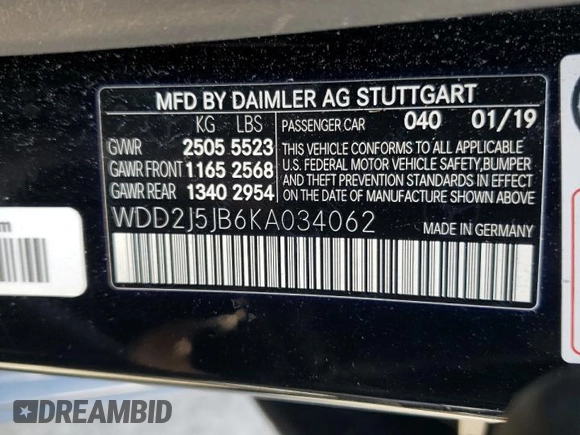 MFD BY DAIMLER AG STUTTGART
KG LBS
GVWR 2505 5523
GAWR FRONT 1165 2568
GAWR REAR 1340 2954
PASSENGER CAR 040 01/19
THIS VEHICLE CONFORMS TO ALL APPLICABLE
U.S. FEDERAL MOTOR VEHICLE SAFETY, BUMPER
AND THEFT PREVENTION STANDARDS IN EFFECT
ON THE DATE OF MANUFACTURE SHOWN ABOVE.
WDD2J5JB6KA034062
MADE IN GERMANY
DREAMBID